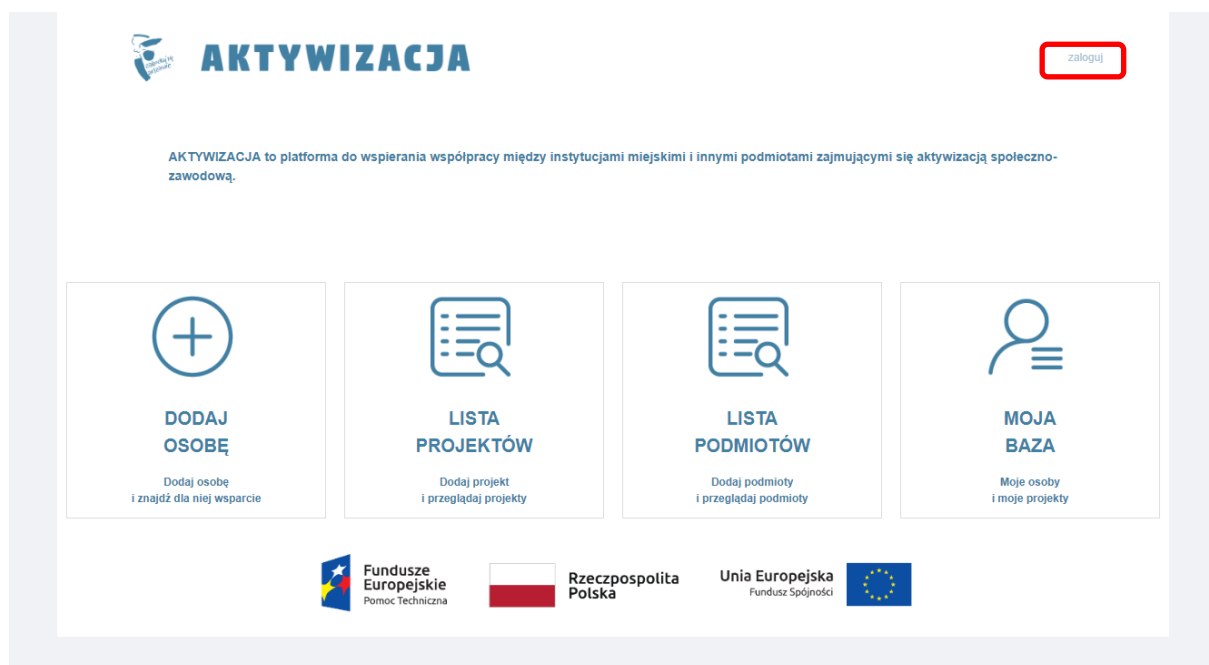 AKTYWIZACJA
zaloguj
AKTYWIZACJA to platforma do wspierania współpracy między instytucjami miejskimi i innymi podmiotami zajmującymi się aktywizacją społeczno-
zawodową.
DODAJ
OSOBĘ
Dodaj osobę
i znajdź dla niej wsparcie
LISTA
PROJEKTÓW
Dodaj projekt
i przeglądaj projekty
LISTA
PODMIOTÓW
Dodaj podmioty
i przeglądaj podmioty
MOJA
BAZA
Moje osoby
i moje projekty
Fundusze
Europejskie
Pomoc Techniczna
Rzeczpospolita
Polska
Unia Europejska
Fundusz Spójności